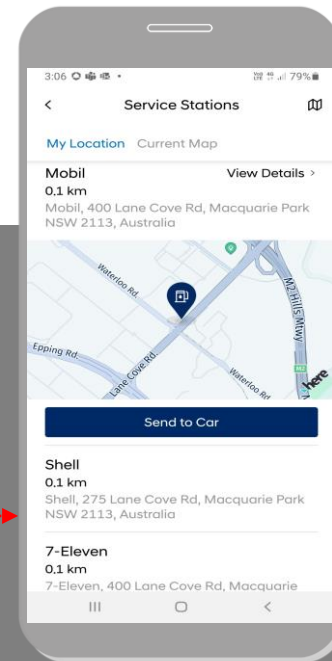 3:06 79%
Service Stations
My Location Current Map
Mobil View Details >
0.1 km
Mobil, 400 Lane Cove Rd, Macquarie Park
NSW 2113, Australia
Waterloo Rd.
M2 Hills Mtwy
Epping Rd.
Lane Cove Rd.
Waterloo Rd.
M2
here
Send to Car
Shell
0.1 km
Shell, 275 Lane Cove Rd, Macquarie Park
NSW 2113, Australia
7-Eleven
0.1 km
7-Eleven, 400 Lane Cove Rd, Macquarie